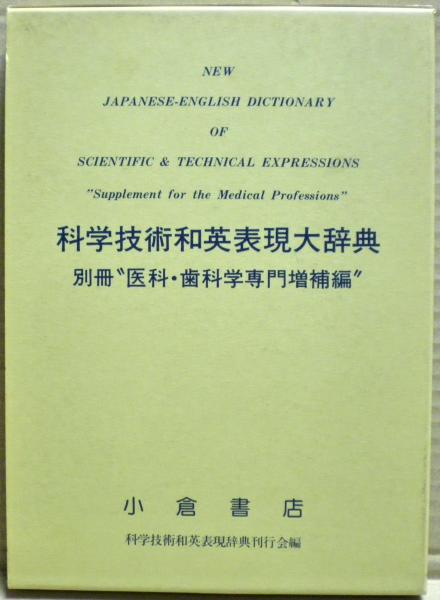 NEW
JAPANESE-ENGLISH DICTIONARY
OF
SCIENTIFIC & TECHNICAL EXPRESSIONS
"Supplement for the Medical Professions"
科学技術和英表現大辞典
別冊〝医科・歯科学専門増補編〞
小倉書店
科学技術和英表現辞典刊行会編